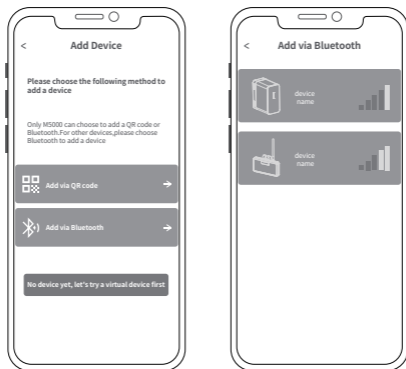 <
Add Device
Please choose the following method to
add a device
Only M5000 can choose to add a QR code or
Bluetooth.For other devices,please choose
Bluetooth to add a device
Add via QR code
Add via Bluetooth
No device yet, let's try a virtual device first
<
Add via Bluetooth
device
name
device
name